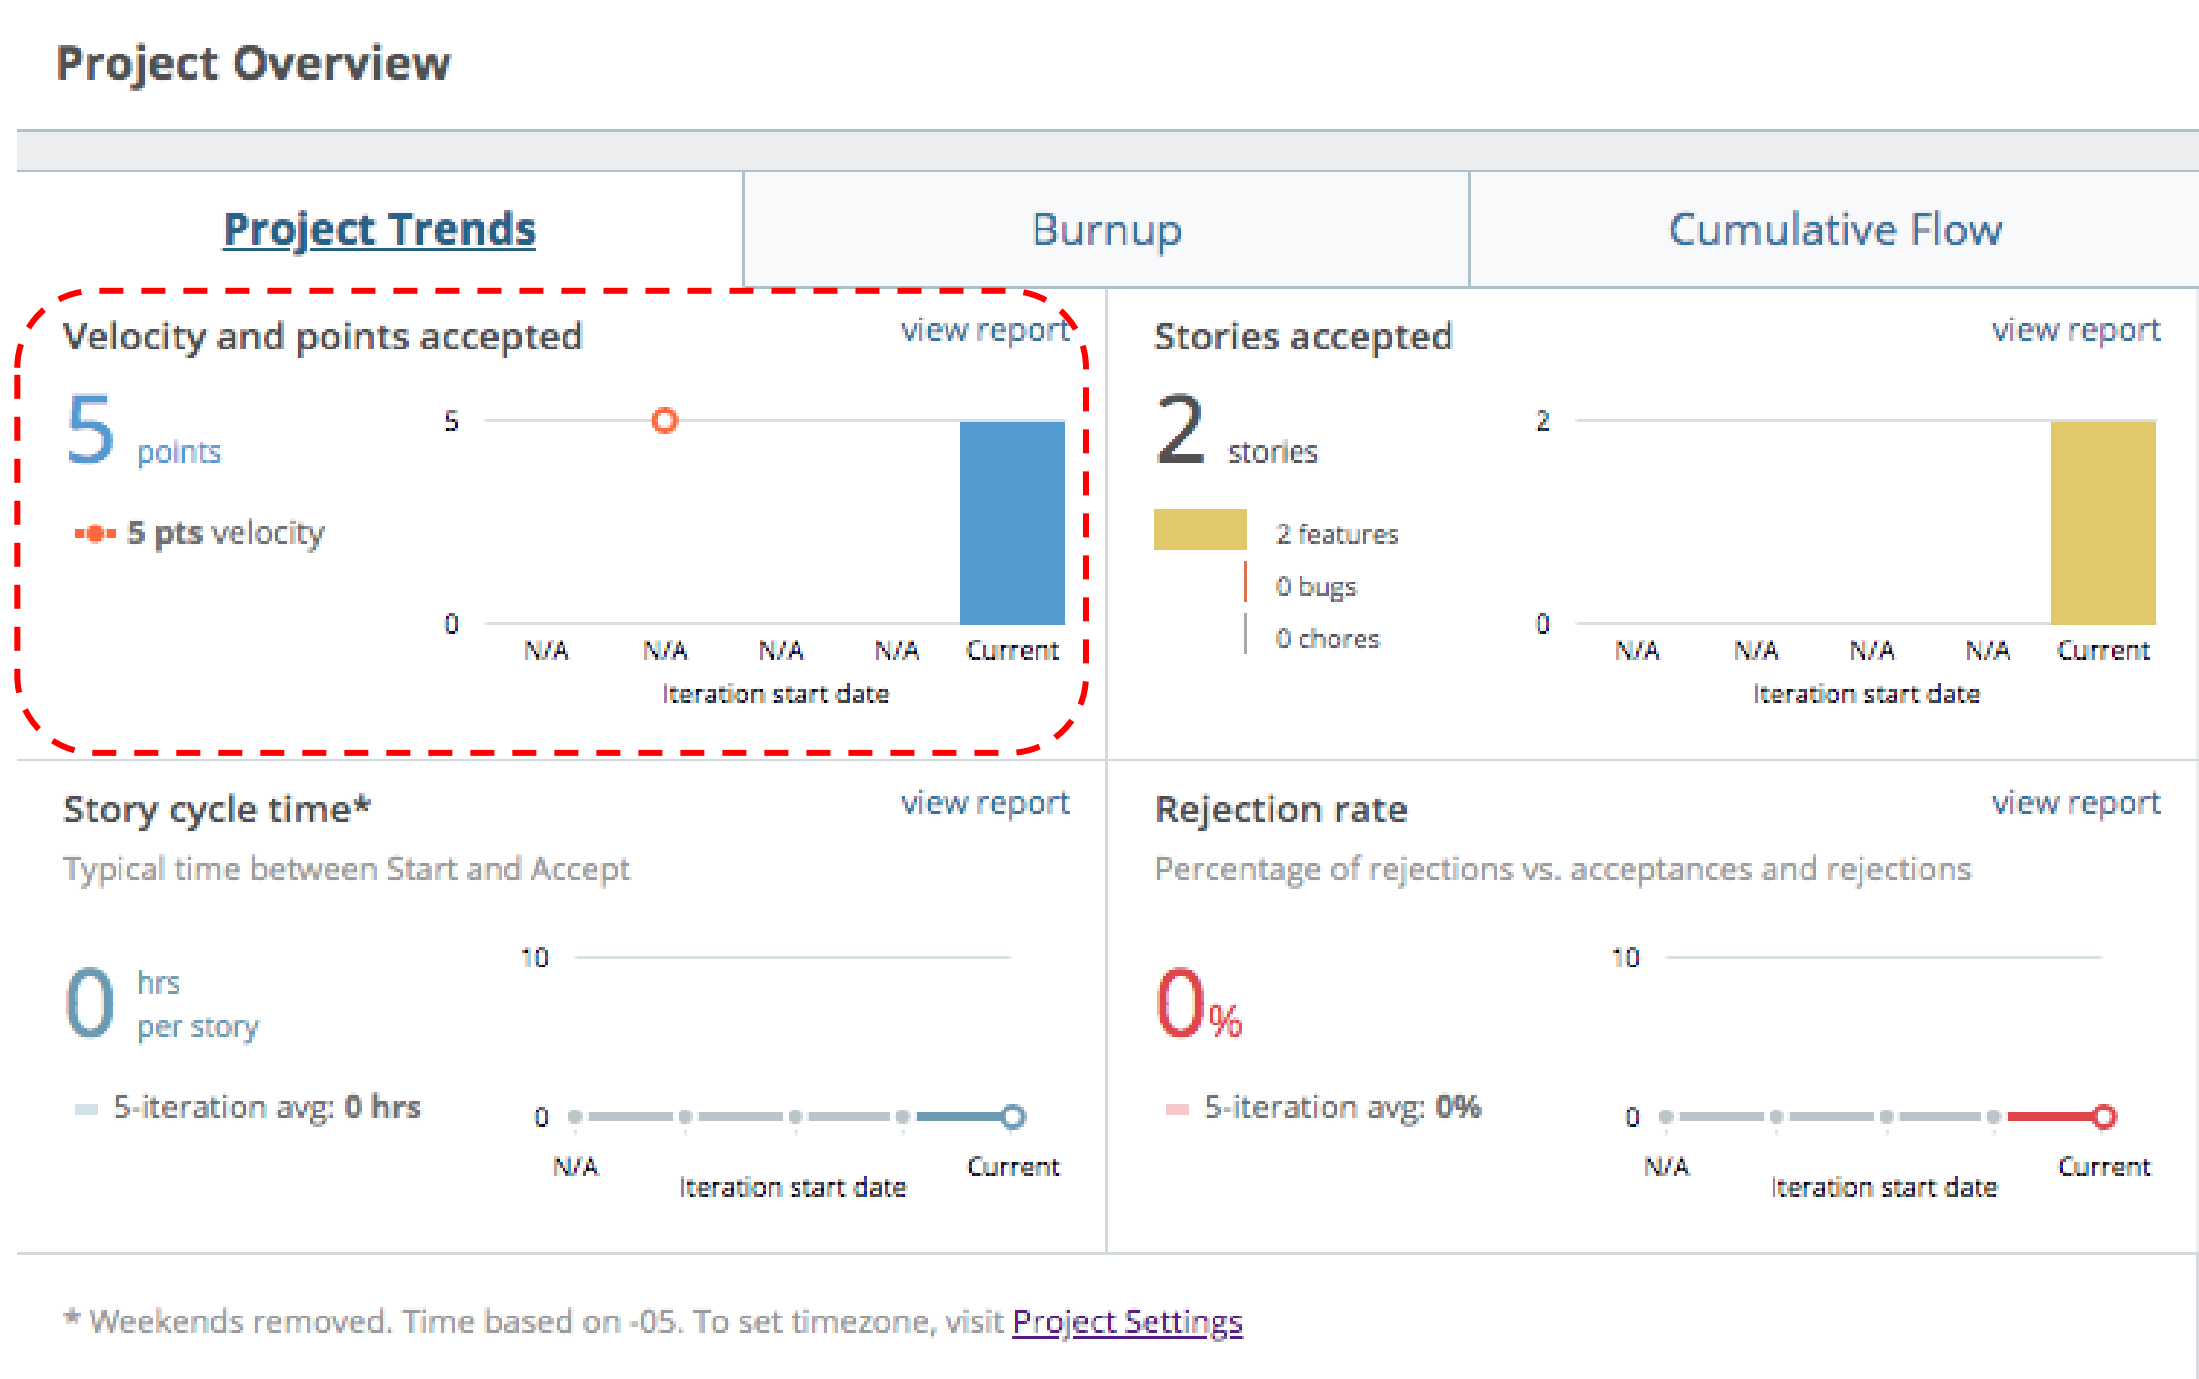 Project Overview
Project Trends
Burnup
Cumulative Flow
Velocity and points accepted
view report
5 points
5 pts velocity
5
0
N/A N/A N/A N/A Current
Iteration start date
Stories accepted
view report
2 stories
2 features
0 bugs
0 chores
2
0
N/A N/A N/A N/A Current
Iteration start date
Story cycle time*
view report
Typical time between Start and Accept
0 hrs
per story
5-iteration avg: 0 hrs
10
0
N/A Current
Iteration start date
Rejection rate
view report
Percentage of rejections vs. acceptances and rejections
0%
5-iteration avg: 0%
10
0
N/A Current
Iteration start date
* Weekends removed. Time based on -05. To set timezone, visit Project Settings